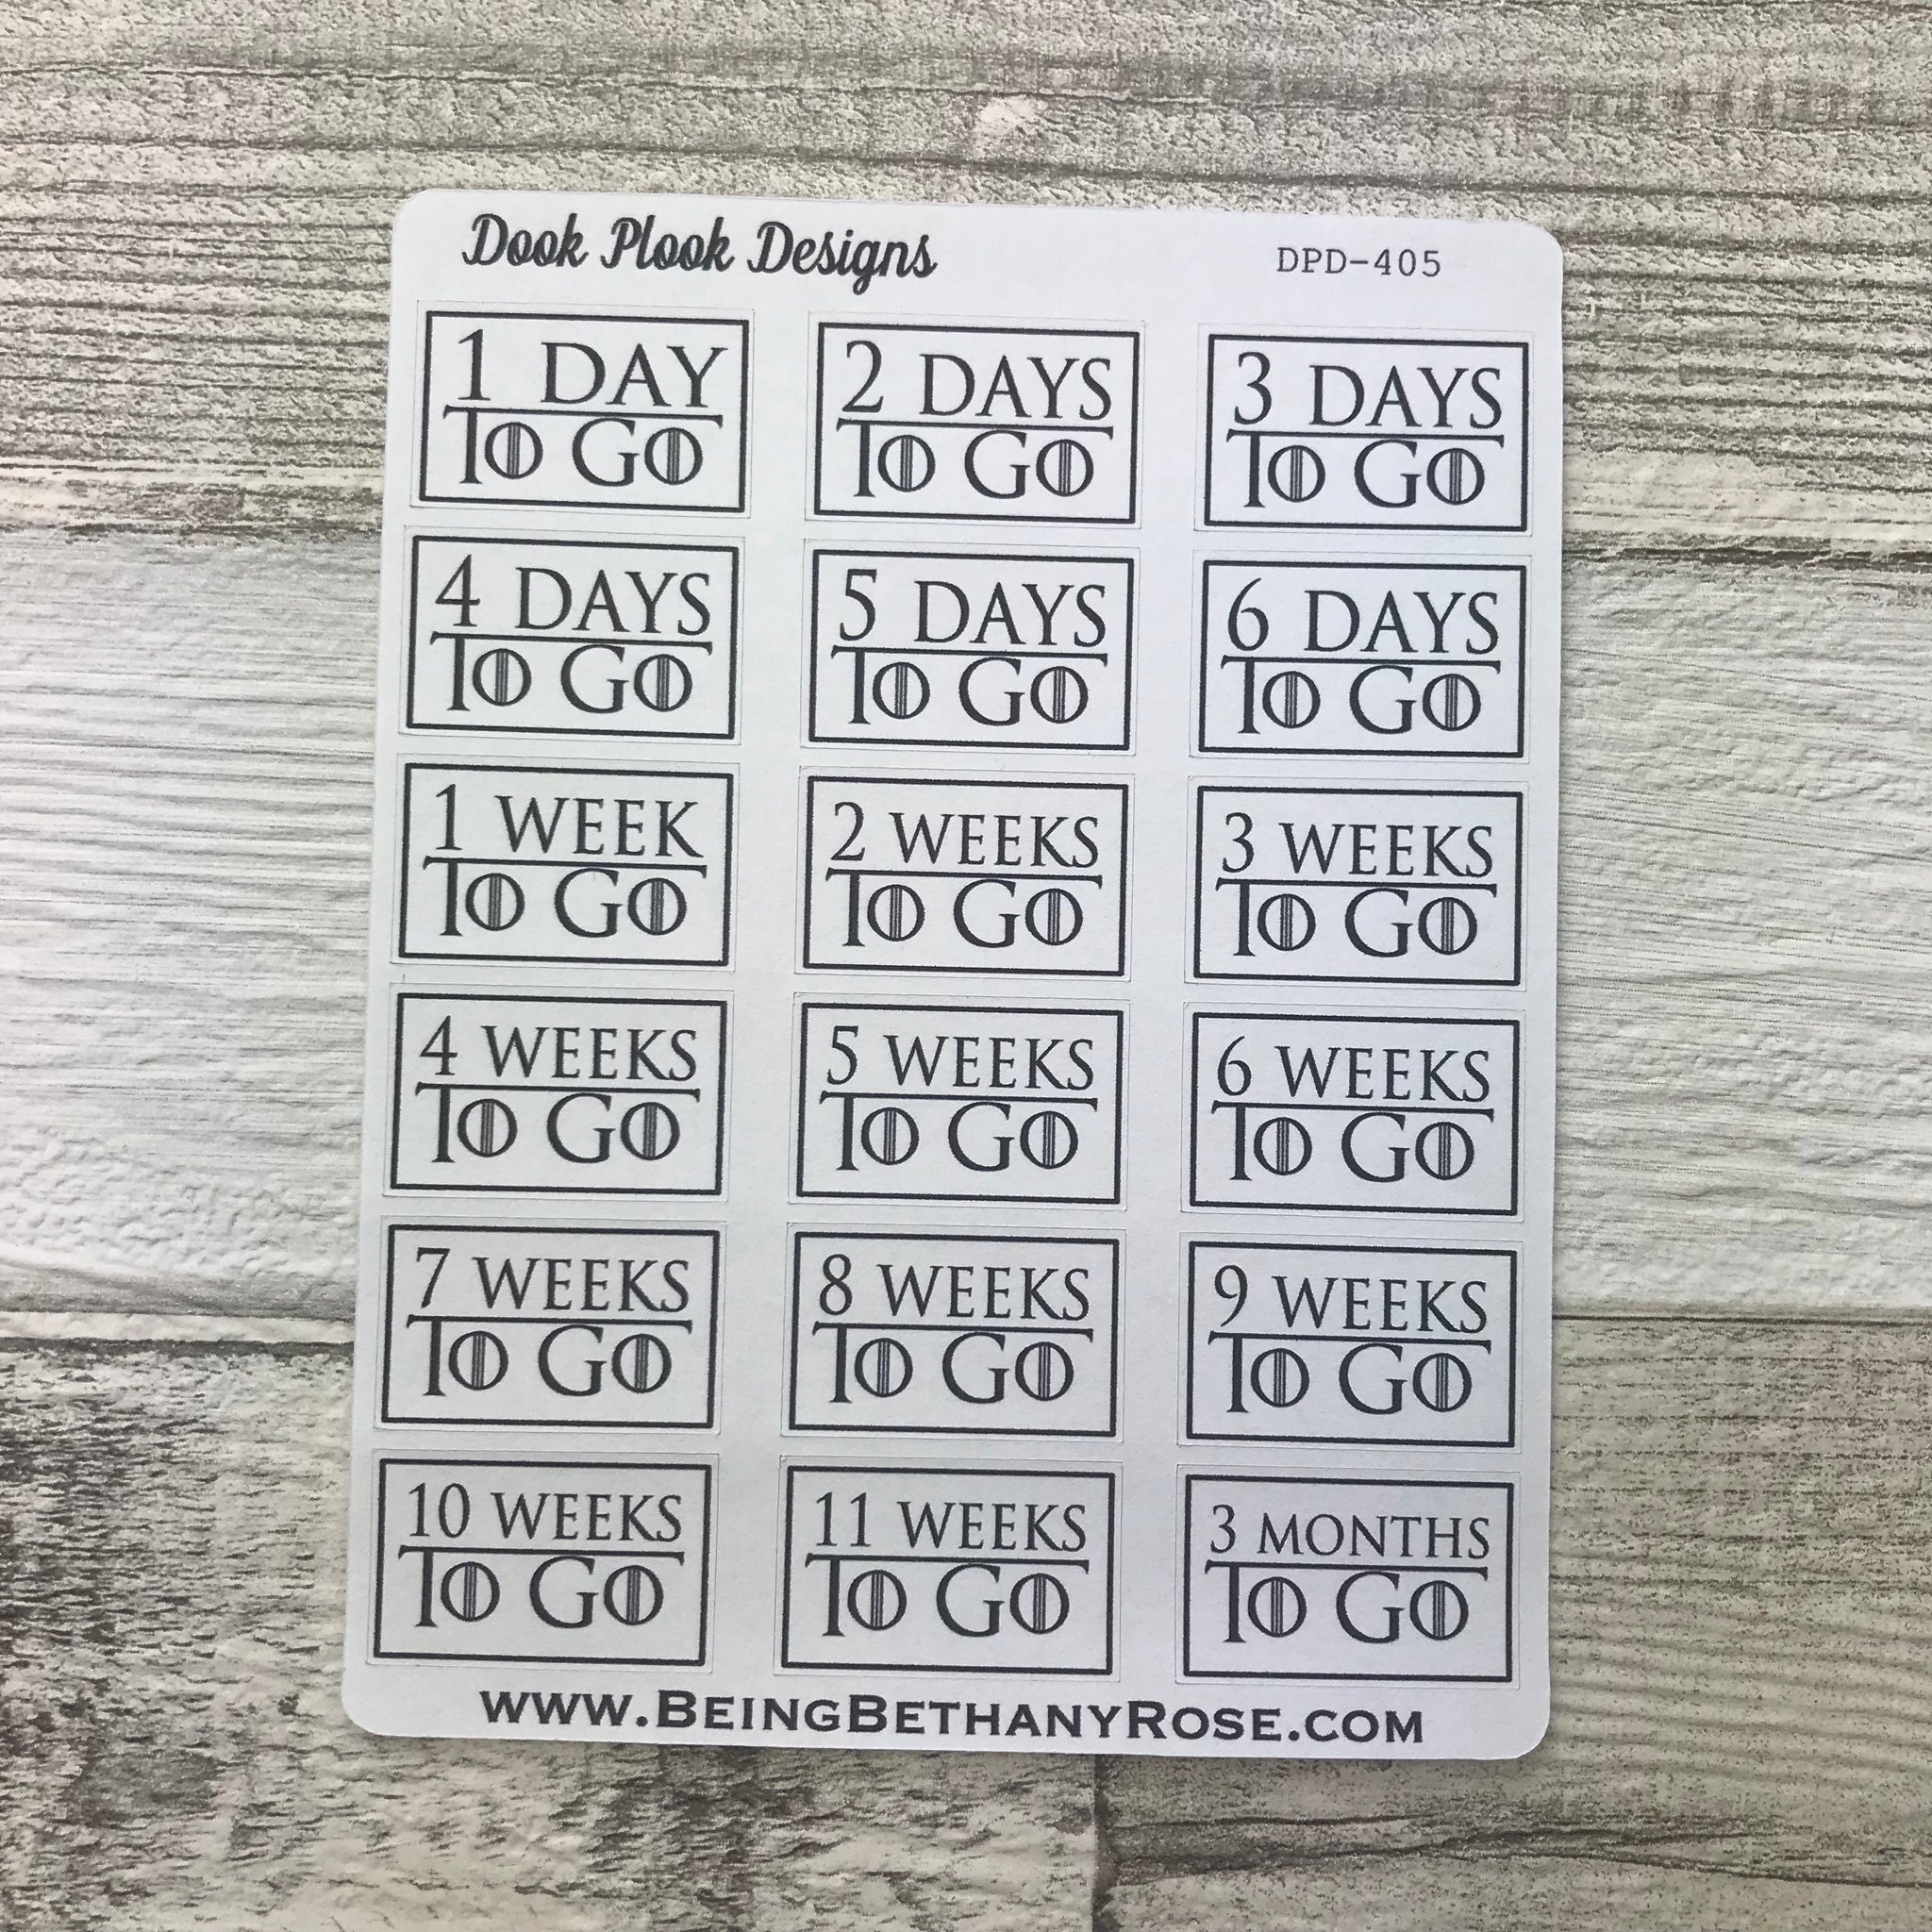 Dook Plook Designs
DPD-405
1 DAY
TO GO
2 DAYS
TO GO
3 DAYS
TO GO
4 DAYS
TO GO
5 DAYS
TO GO
6 DAYS
TO GO
1 WEEK
TO GO
2 WEEKS
TO GO
3 WEEKS
TO GO
4 WEEKS
TO GO
5 WEEKS
TO GO
6 WEEKS
TO GO
7 WEEKS
TO GO
8 WEEKS
TO GO
9 WEEKS
TO GO
10 WEEKS
TO GO
11 WEEKS
TO GO
3 MONTHS
TO GO
WWW.BEINGBETHANYROSE.COM